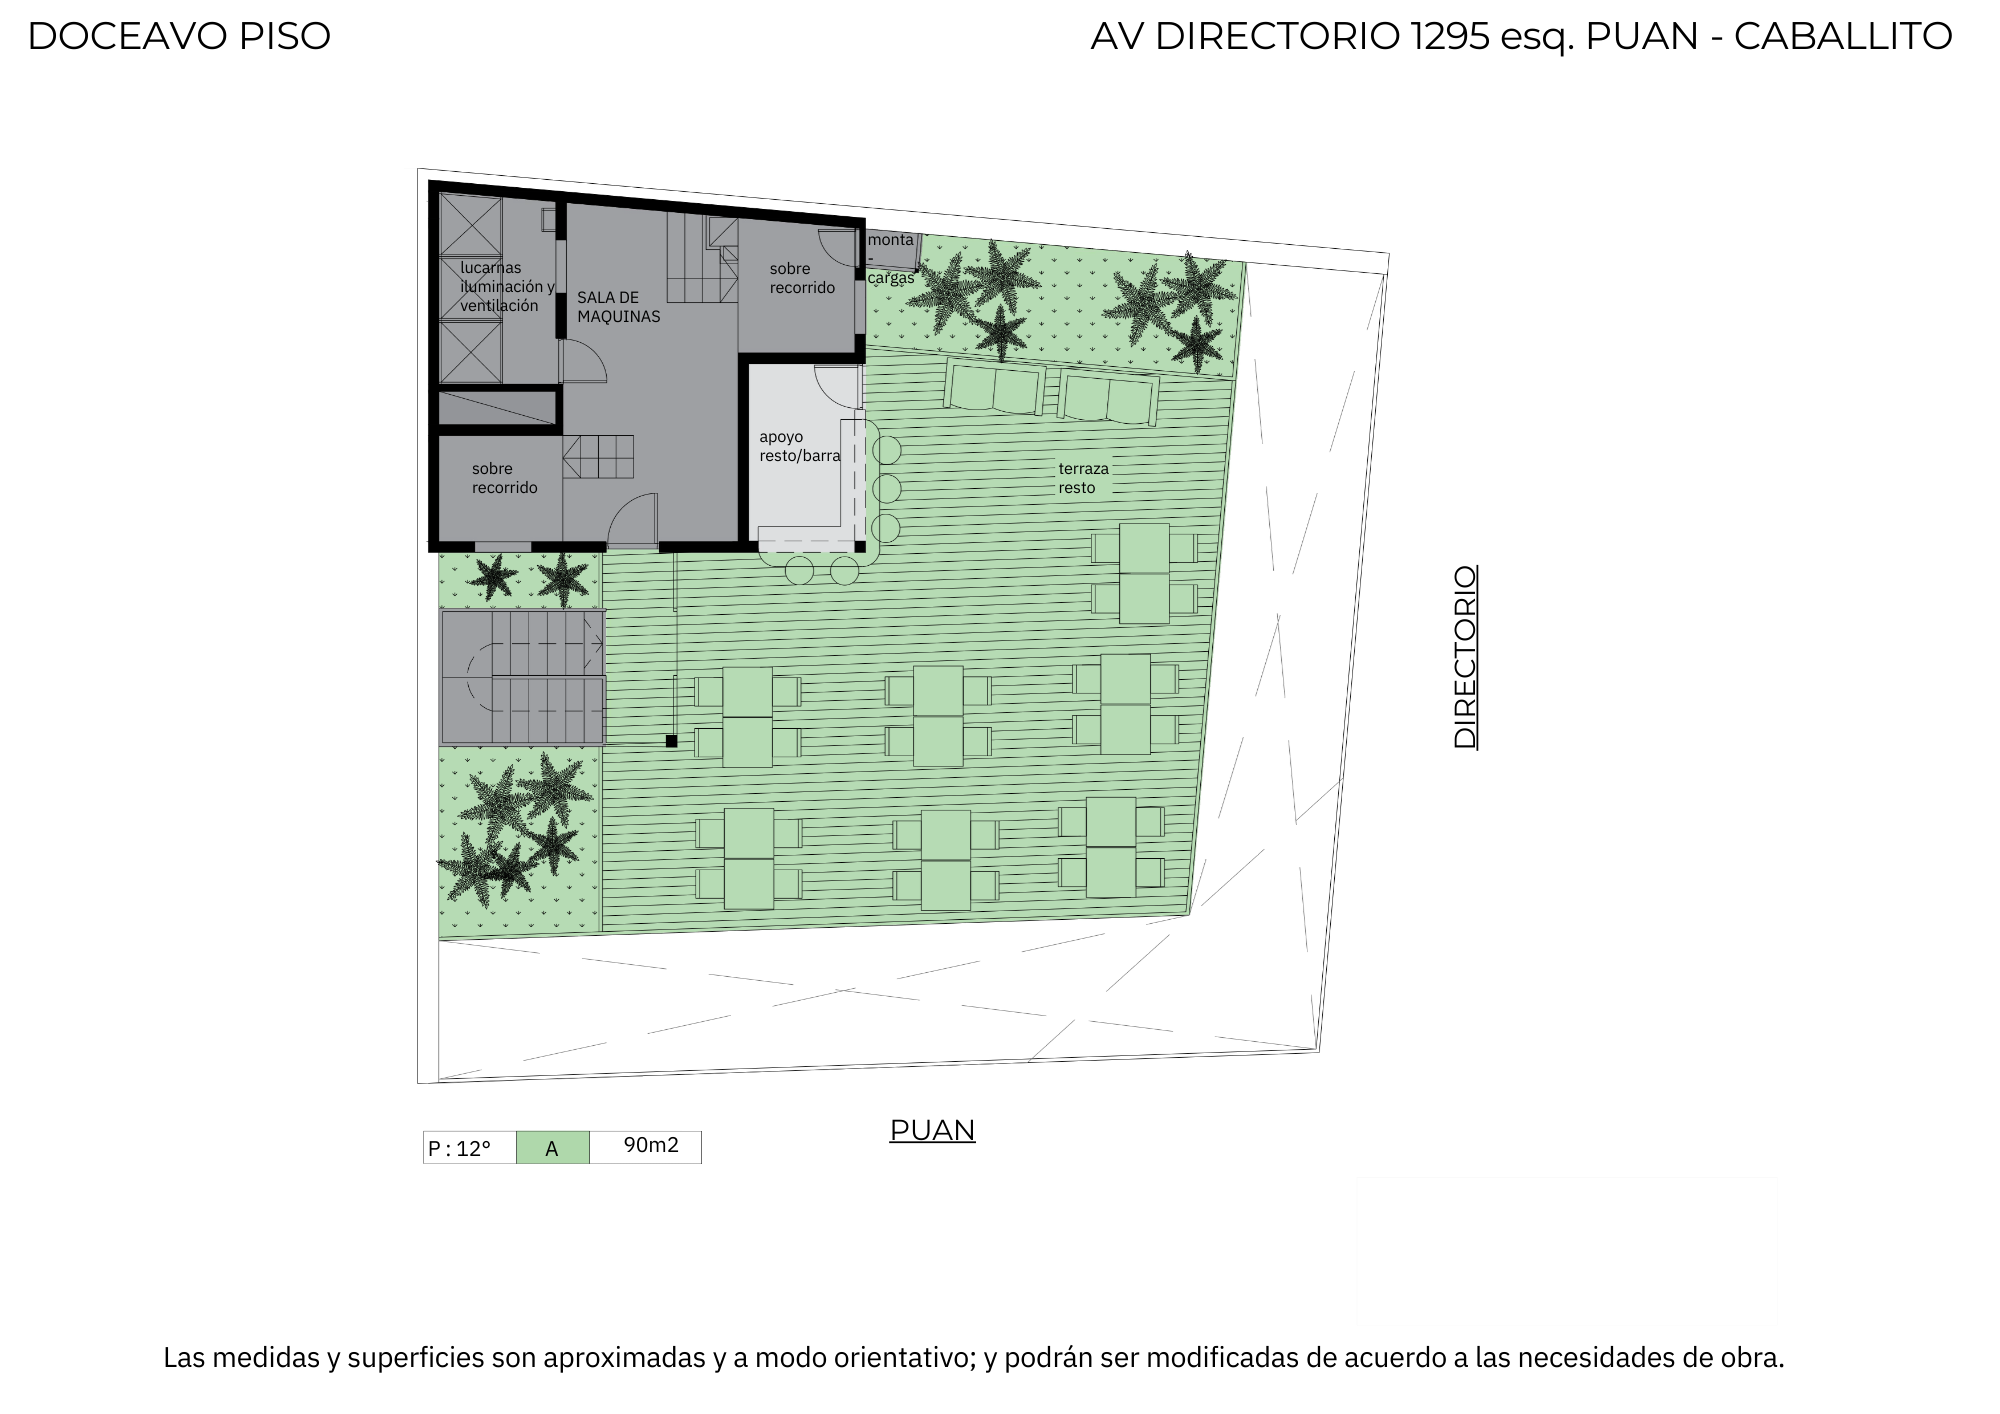 DOCEAVO PISO
AV DIRECTORIO 1295 esq. PUAN - CABALLITO
monta
-
cargas
lucarnas
iluminación y
ventilación
SALA DE
MAQUINAS
sobre
recorrido
apoyo
resto/barra
terraza
resto
sobre
recorrido
DIRECTORIO
PUAN
P : 12° A 90m2
Las medidas y superficies son aproximadas y a modo orientativo; y podrán ser modificadas de acuerdo a las necesidades de obra.